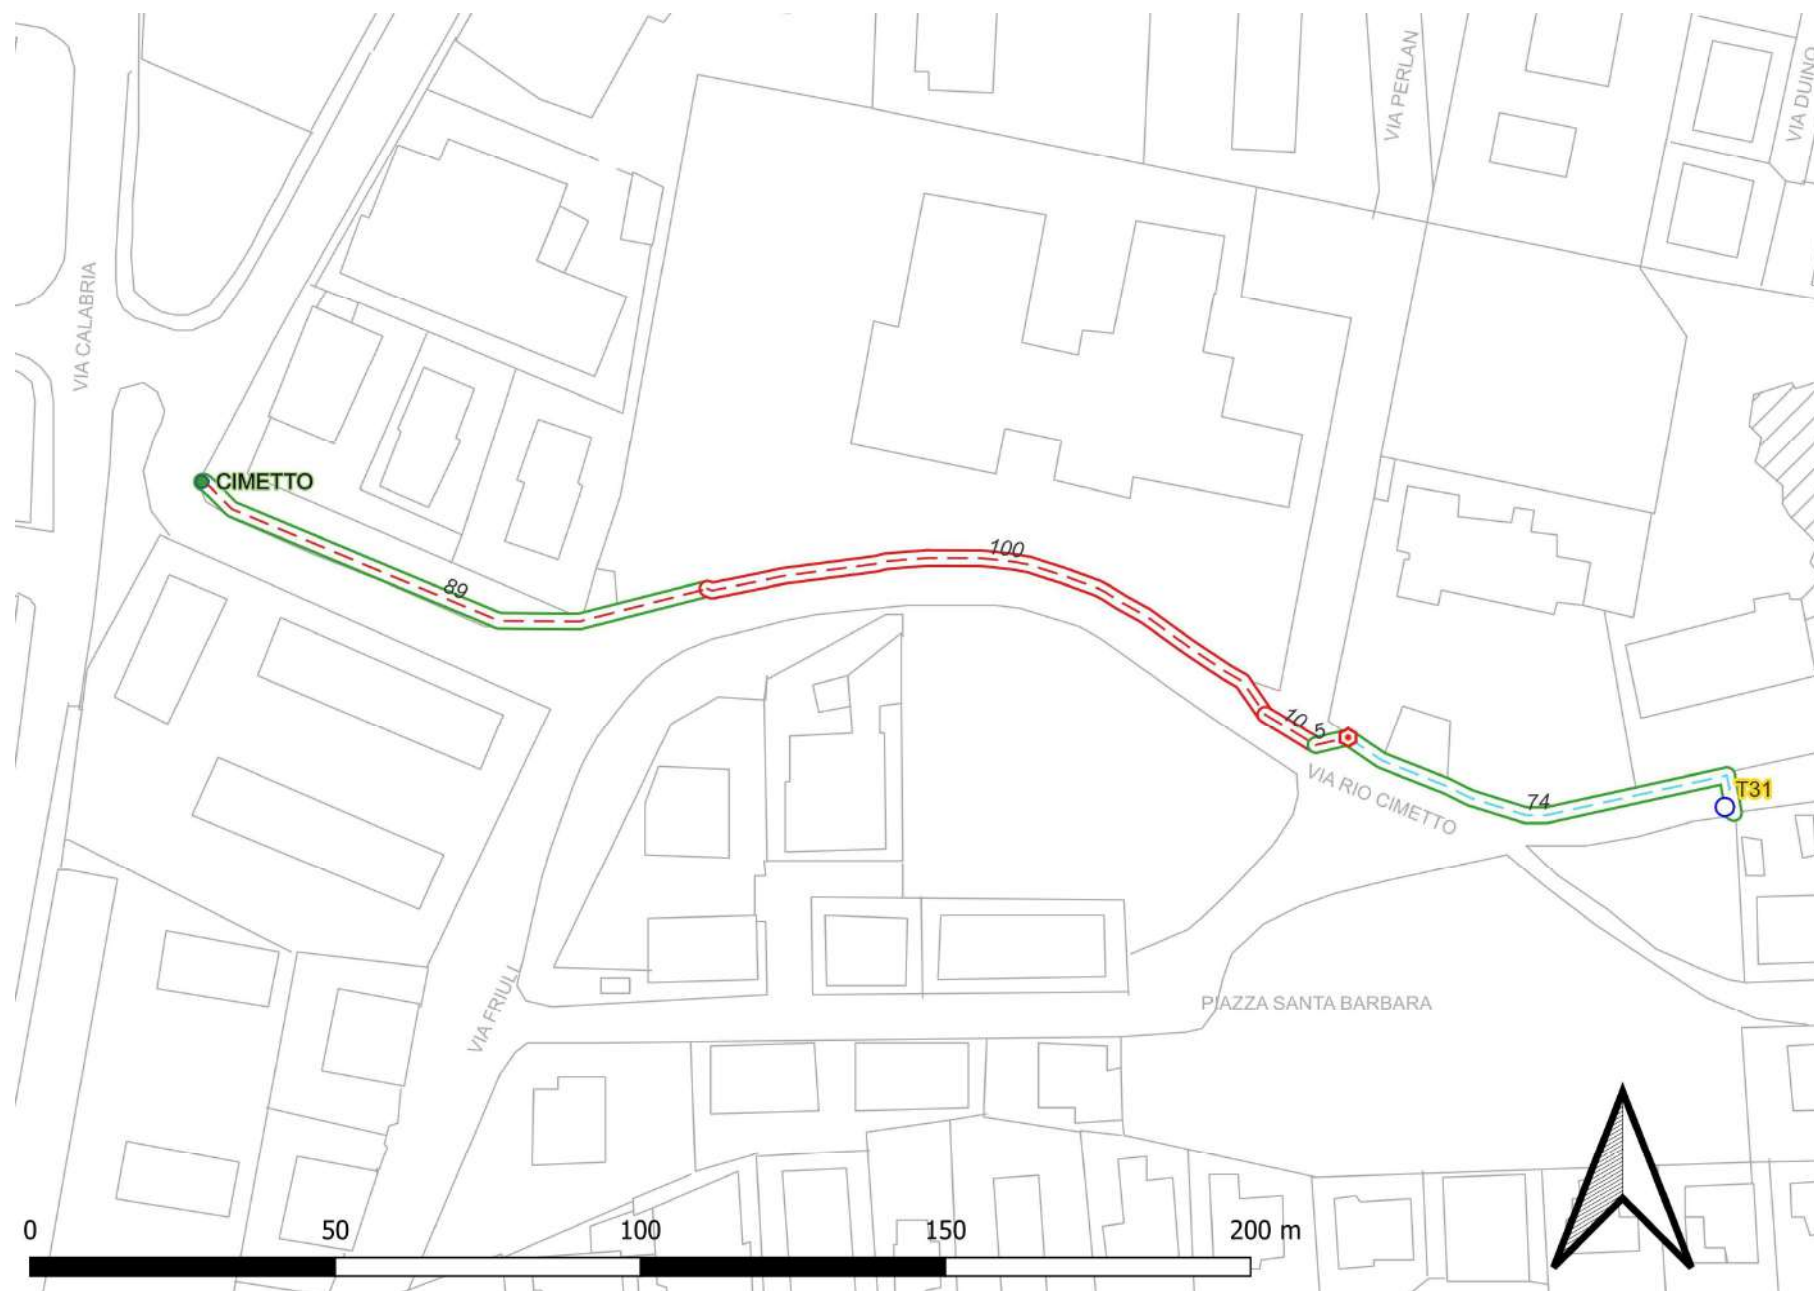 VIA PERLAN
VIA DUINO
VIA CALABRIA
CIMETTO
89
100
10
5
VIA RIO CIMETTO
74
T31
VIA FRIULI
PIAZZA SANTA BARBARA
0 50 100 150 200 m